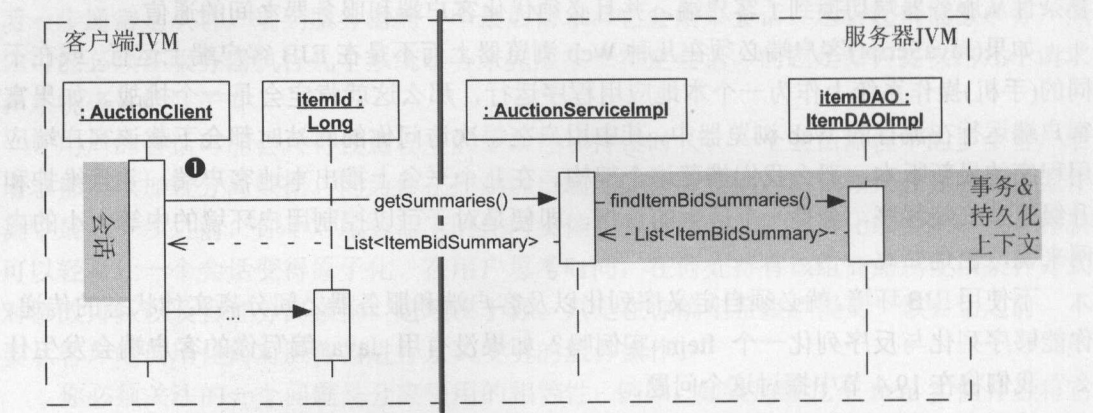 客户端JVM
服务器JVM
: AuctionClient
itemId :
Long
: AuctionServiceImpl
itemDAO :
ItemDAOImpl
❶
会话
getSummaries()
findItemBidSummaries()
事务&
持久化
上下文
List<ItemBidSummary>
List<ItemBidSummary>
...